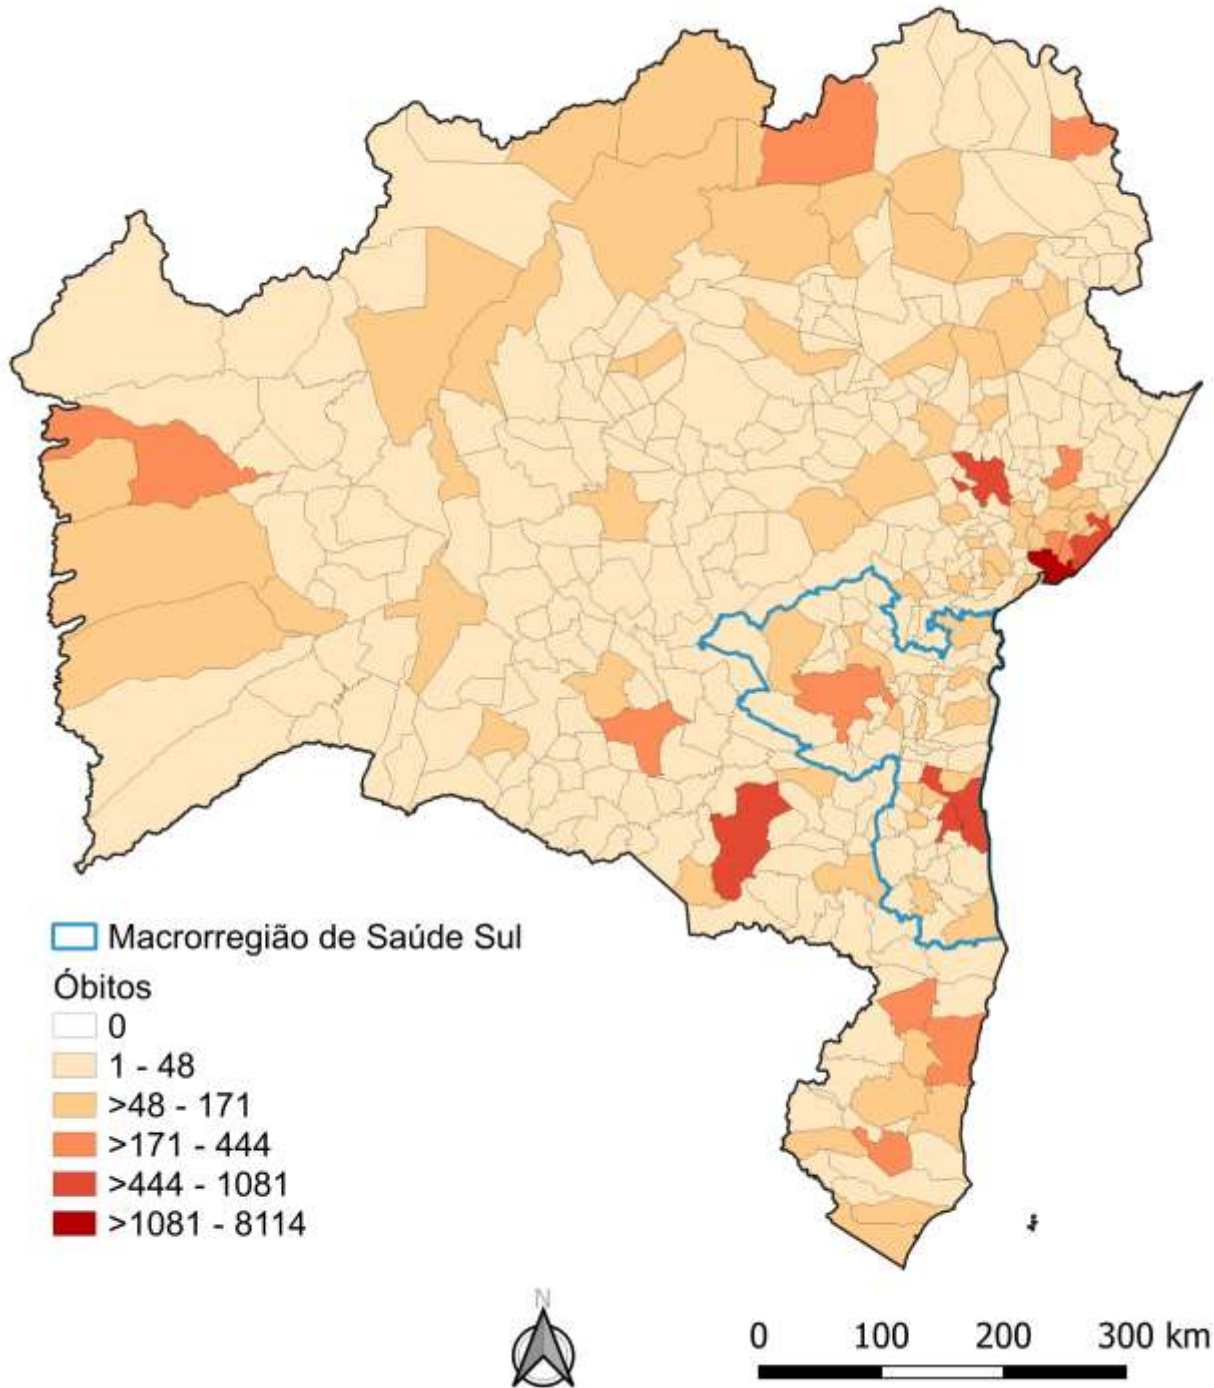 Macrorregião de Saúde Sul
Óbitos
0
1 - 48
>48 - 171
>171 - 444
>444 - 1081
>1081 - 8114
N
0 100 200 300 km